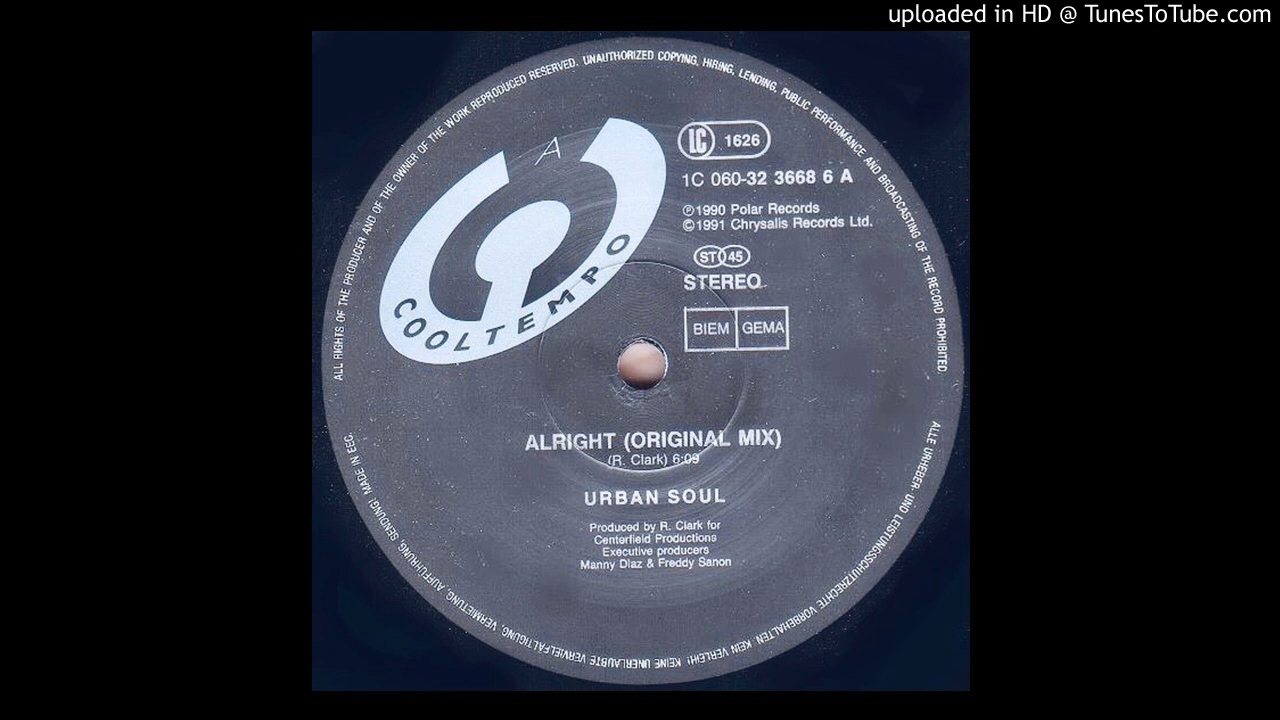 uploaded in HD @ TunesToTube.com
ALL RIGHTS OF THE PRODUCER AND OF THE OWNER OF THE WORK REPRODUCED RESERVED. UNAUTHORIZED COPYING, HIRING, LENDING, PUBLIC PERFORMANCE AND BROADCASTING OF THE RECORD PROHIBITED.
A
COOLTEMPO
LC 1626
1C 060-32 3668 6 A
℗1990 Polar Records
©1991 Chrysalis Records Ltd.
ST 45
STEREO
BIEM GEMA
ALRIGHT (ORIGINAL MIX)
(R. Clark) 6:09
URBAN SOUL
Produced by R. Clark for
Centerfield Productions
Executive producers
Manny Diaz & Freddy Sanon
ALLE URHEBER- UND LEISTUNGSSCHUTZRECHTE VORBEHALTEN. KEIN VERLEIH! KEINE UNERLAUBTE VERVIELFÄLTIGUNG, VERMIETUNG, AUFFÜHRUNG, SENDUNG! MADE IN EEC.